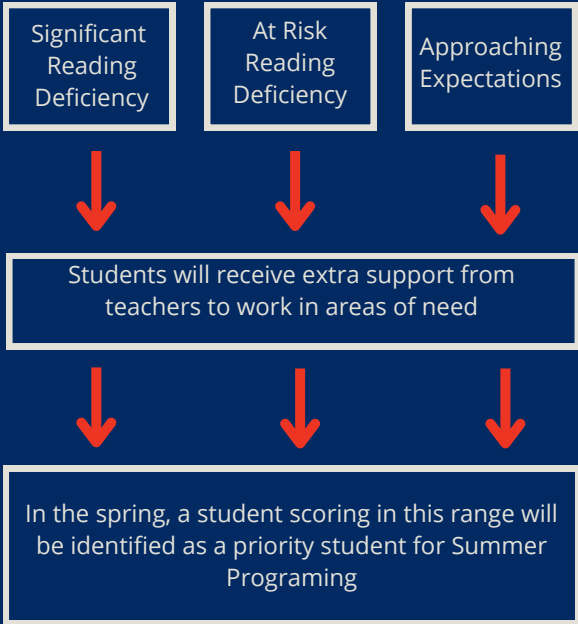 Significant
Reading
Deficiency
At Risk
Reading
Deficiency
Approaching
Expectations
Students will receive extra support from
teachers to work in areas of need
In the spring, a student scoring in this range will
be identified as a priority student for Summer
Programing